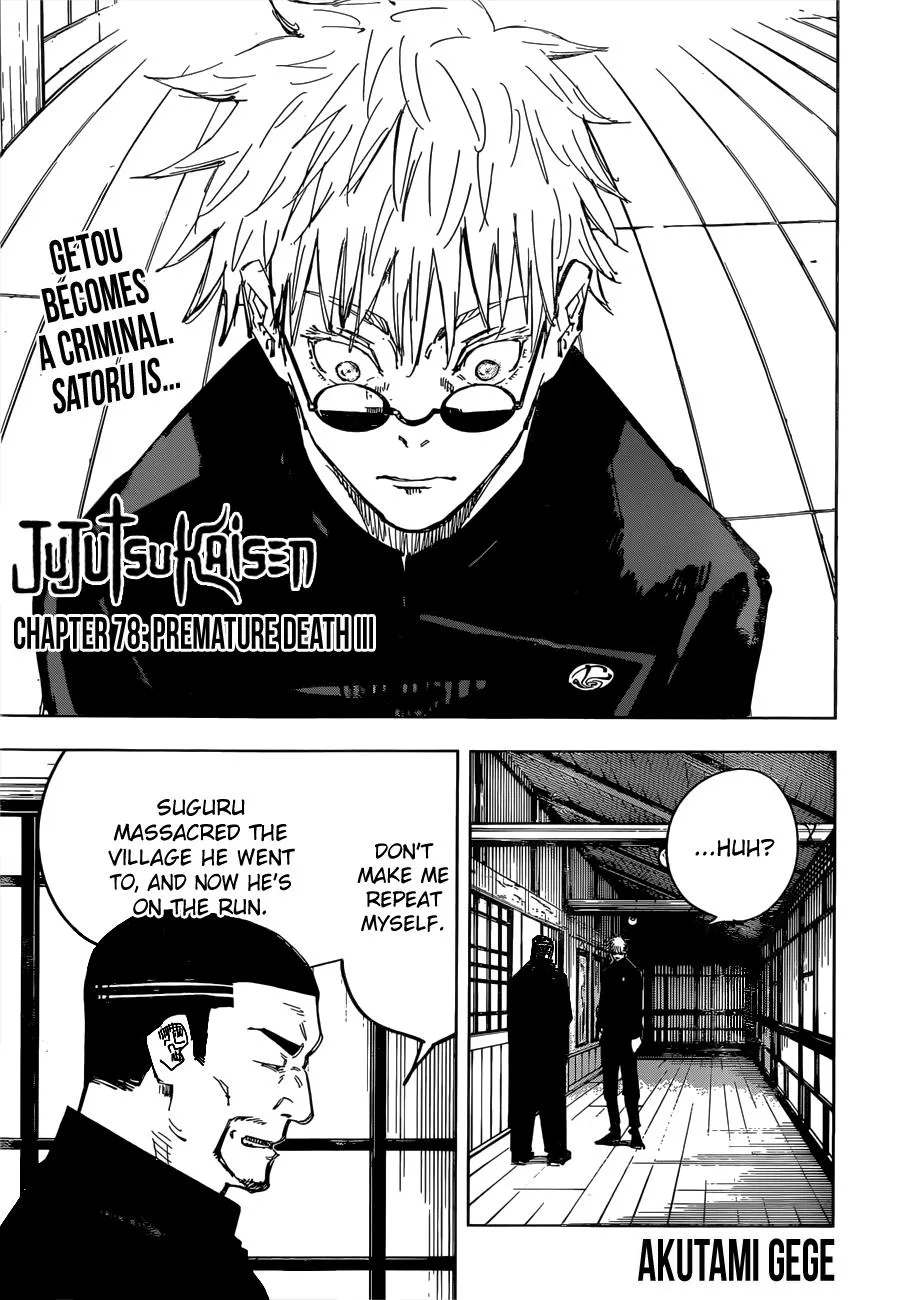 GETOU
BECOMES
A CRIMINAL.
SATORU IS...
JUJUTSU KAISEN
CHAPTER 78: PREMATURE DEATH III
...HUH?
DON'T
MAKE ME
REPEAT
MYSELF.
SUGURU
MASSACRED THE
VILLAGE HE WENT
TO, AND NOW HE'S
ON THE RUN.
AKUTAMI GEGE